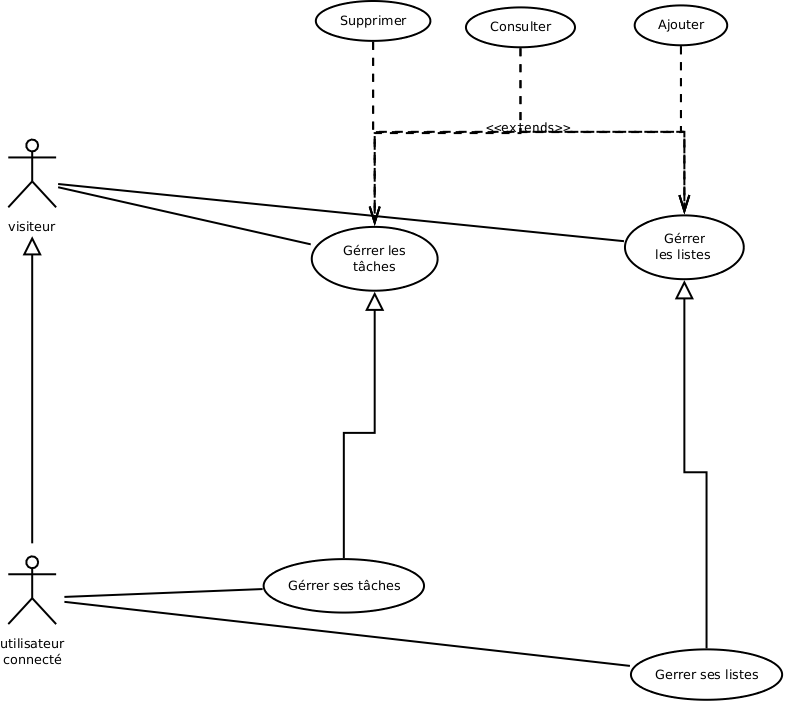 Supprimer
Consulter
Ajouter
<<extends>>
visiteur
Gérrer les
tâches
Gérrer
les listes
Gérrer ses tâches
utilisateur
connecté
Gerrer ses listes